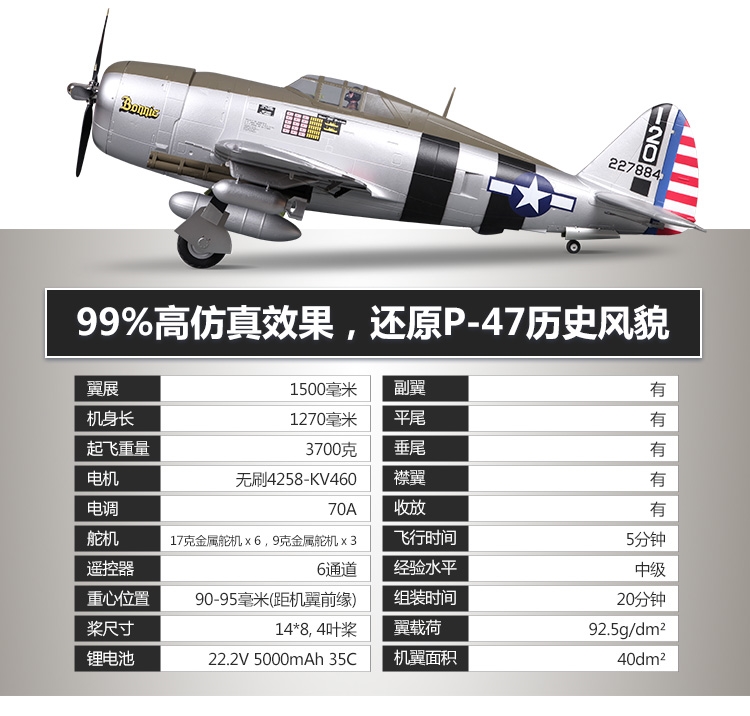 Bonnie
120
227884
99%高仿真效果，还原P-47历史风貌
翼展 1500毫米
机身长 1270毫米
起飞重量 3700克
电机 无刷4258-KV460
电调 70A
舵机 17克金属舵机 x 6，9克金属舵机 x 3
遥控器 6通道
重心位置 90-95毫米(距机翼前缘)
桨尺寸 14*8, 4叶桨
锂电池 22.2V 5000mAh 35C
副翼 有
平尾 有
垂尾 有
襟翼 有
收放 有
飞行时间 5分钟
经验水平 中级
组装时间 20分钟
翼载荷 92.5g/dm²
机翼面积 40dm²